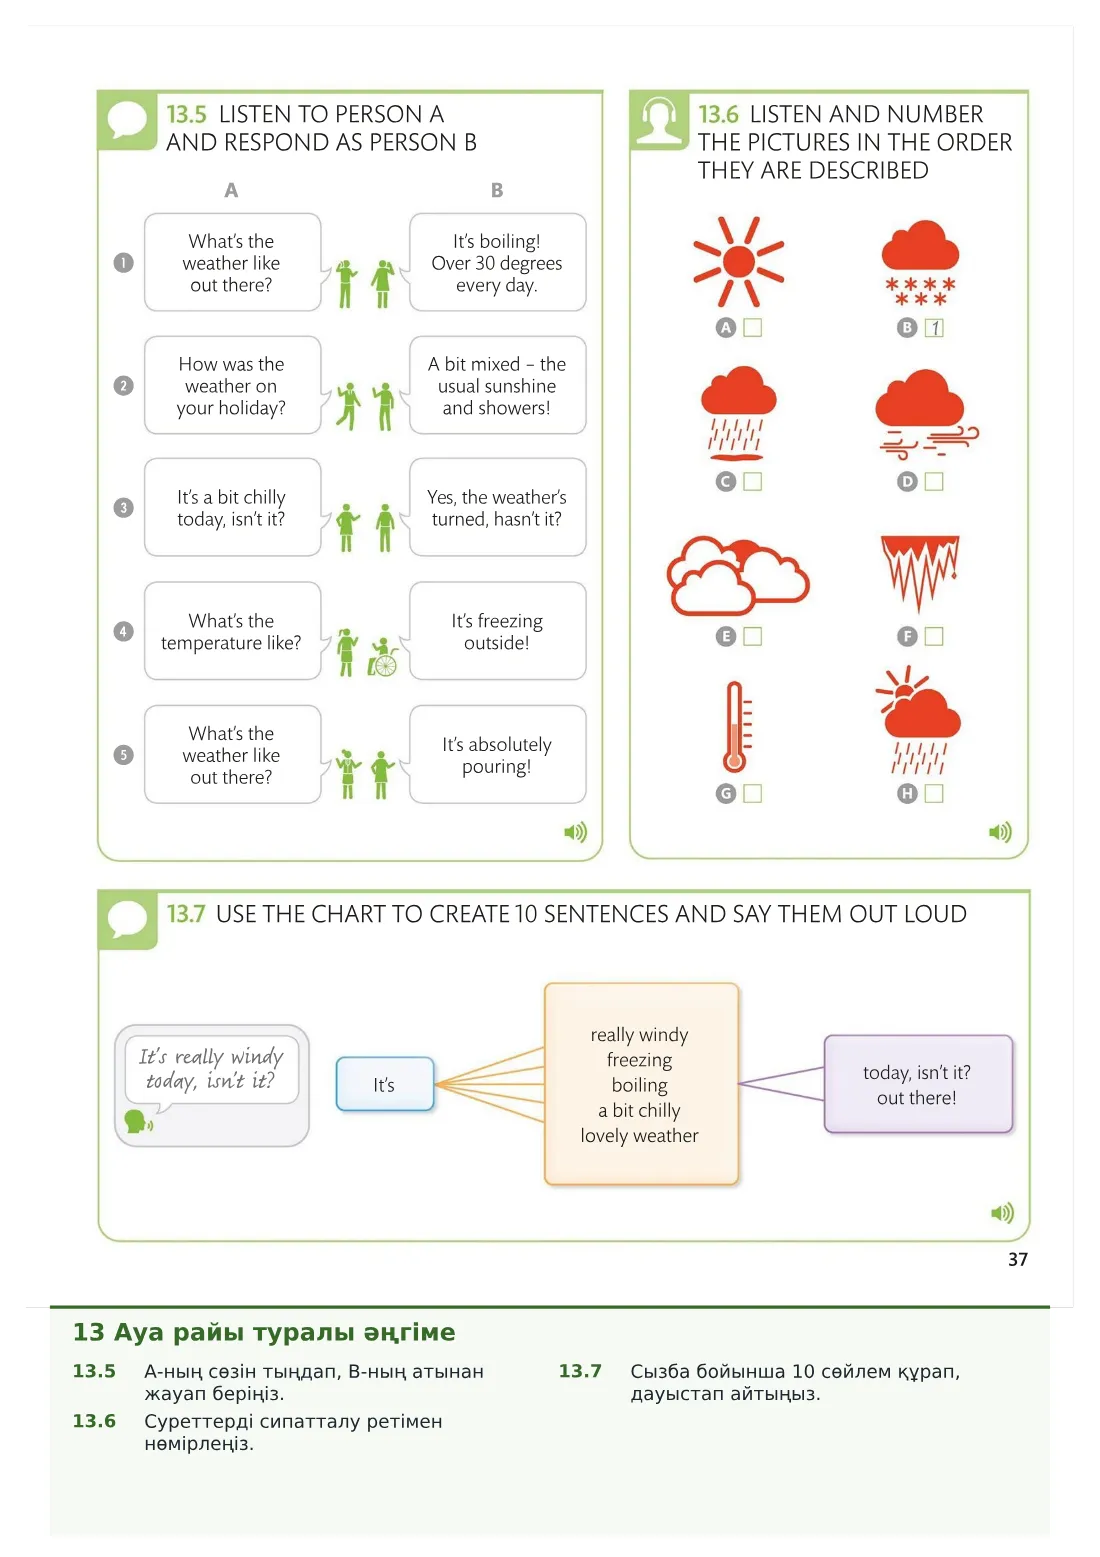 13.5 LISTEN TO PERSON A
AND RESPOND AS PERSON B
A
B
1
What's the
weather like
out there?
It's boiling!
Over 30 degrees
every day.
2
How was the
weather on
your holiday?
A bit mixed – the
usual sunshine
and showers!
3
It's a bit chilly
today, isn't it?
Yes, the weather's
turned, hasn't it?
4
What's the
temperature like?
It's freezing
outside!
5
What's the
weather like
out there?
It's absolutely
pouring!
13.6 LISTEN AND NUMBER
THE PICTURES IN THE ORDER
THEY ARE DESCRIBED
A
B 1
C
D
E
F
G
H
13.7 USE THE CHART TO CREATE 10 SENTENCES AND SAY THEM OUT LOUD
It's really windy
today, isn't it?
It's
really windy
freezing
boiling
a bit chilly
lovely weather
today, isn't it?
out there!
37
13 Ауа райы туралы әңгіме
13.5 А-ның сөзін тыңдап, В-ның атынан
жауап беріңіз.
13.6 Суреттерді сипатталу ретімен
нөмірлеңіз.
13.7 Сызба бойынша 10 сөйлем құрап,
дауыстап айтыңыз.